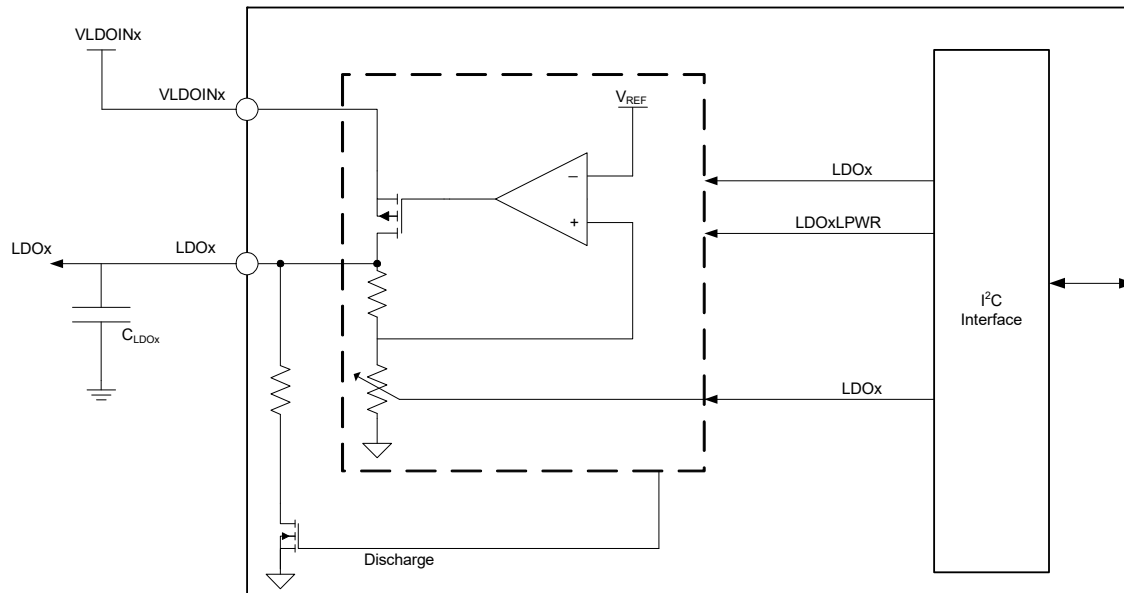 VLDOINx
VLDOINx
VREF
−
+
LDOx
LDOxLPWR
LDOx
LDOx
CLDOx
I²C
Interface
LDOx
Discharge